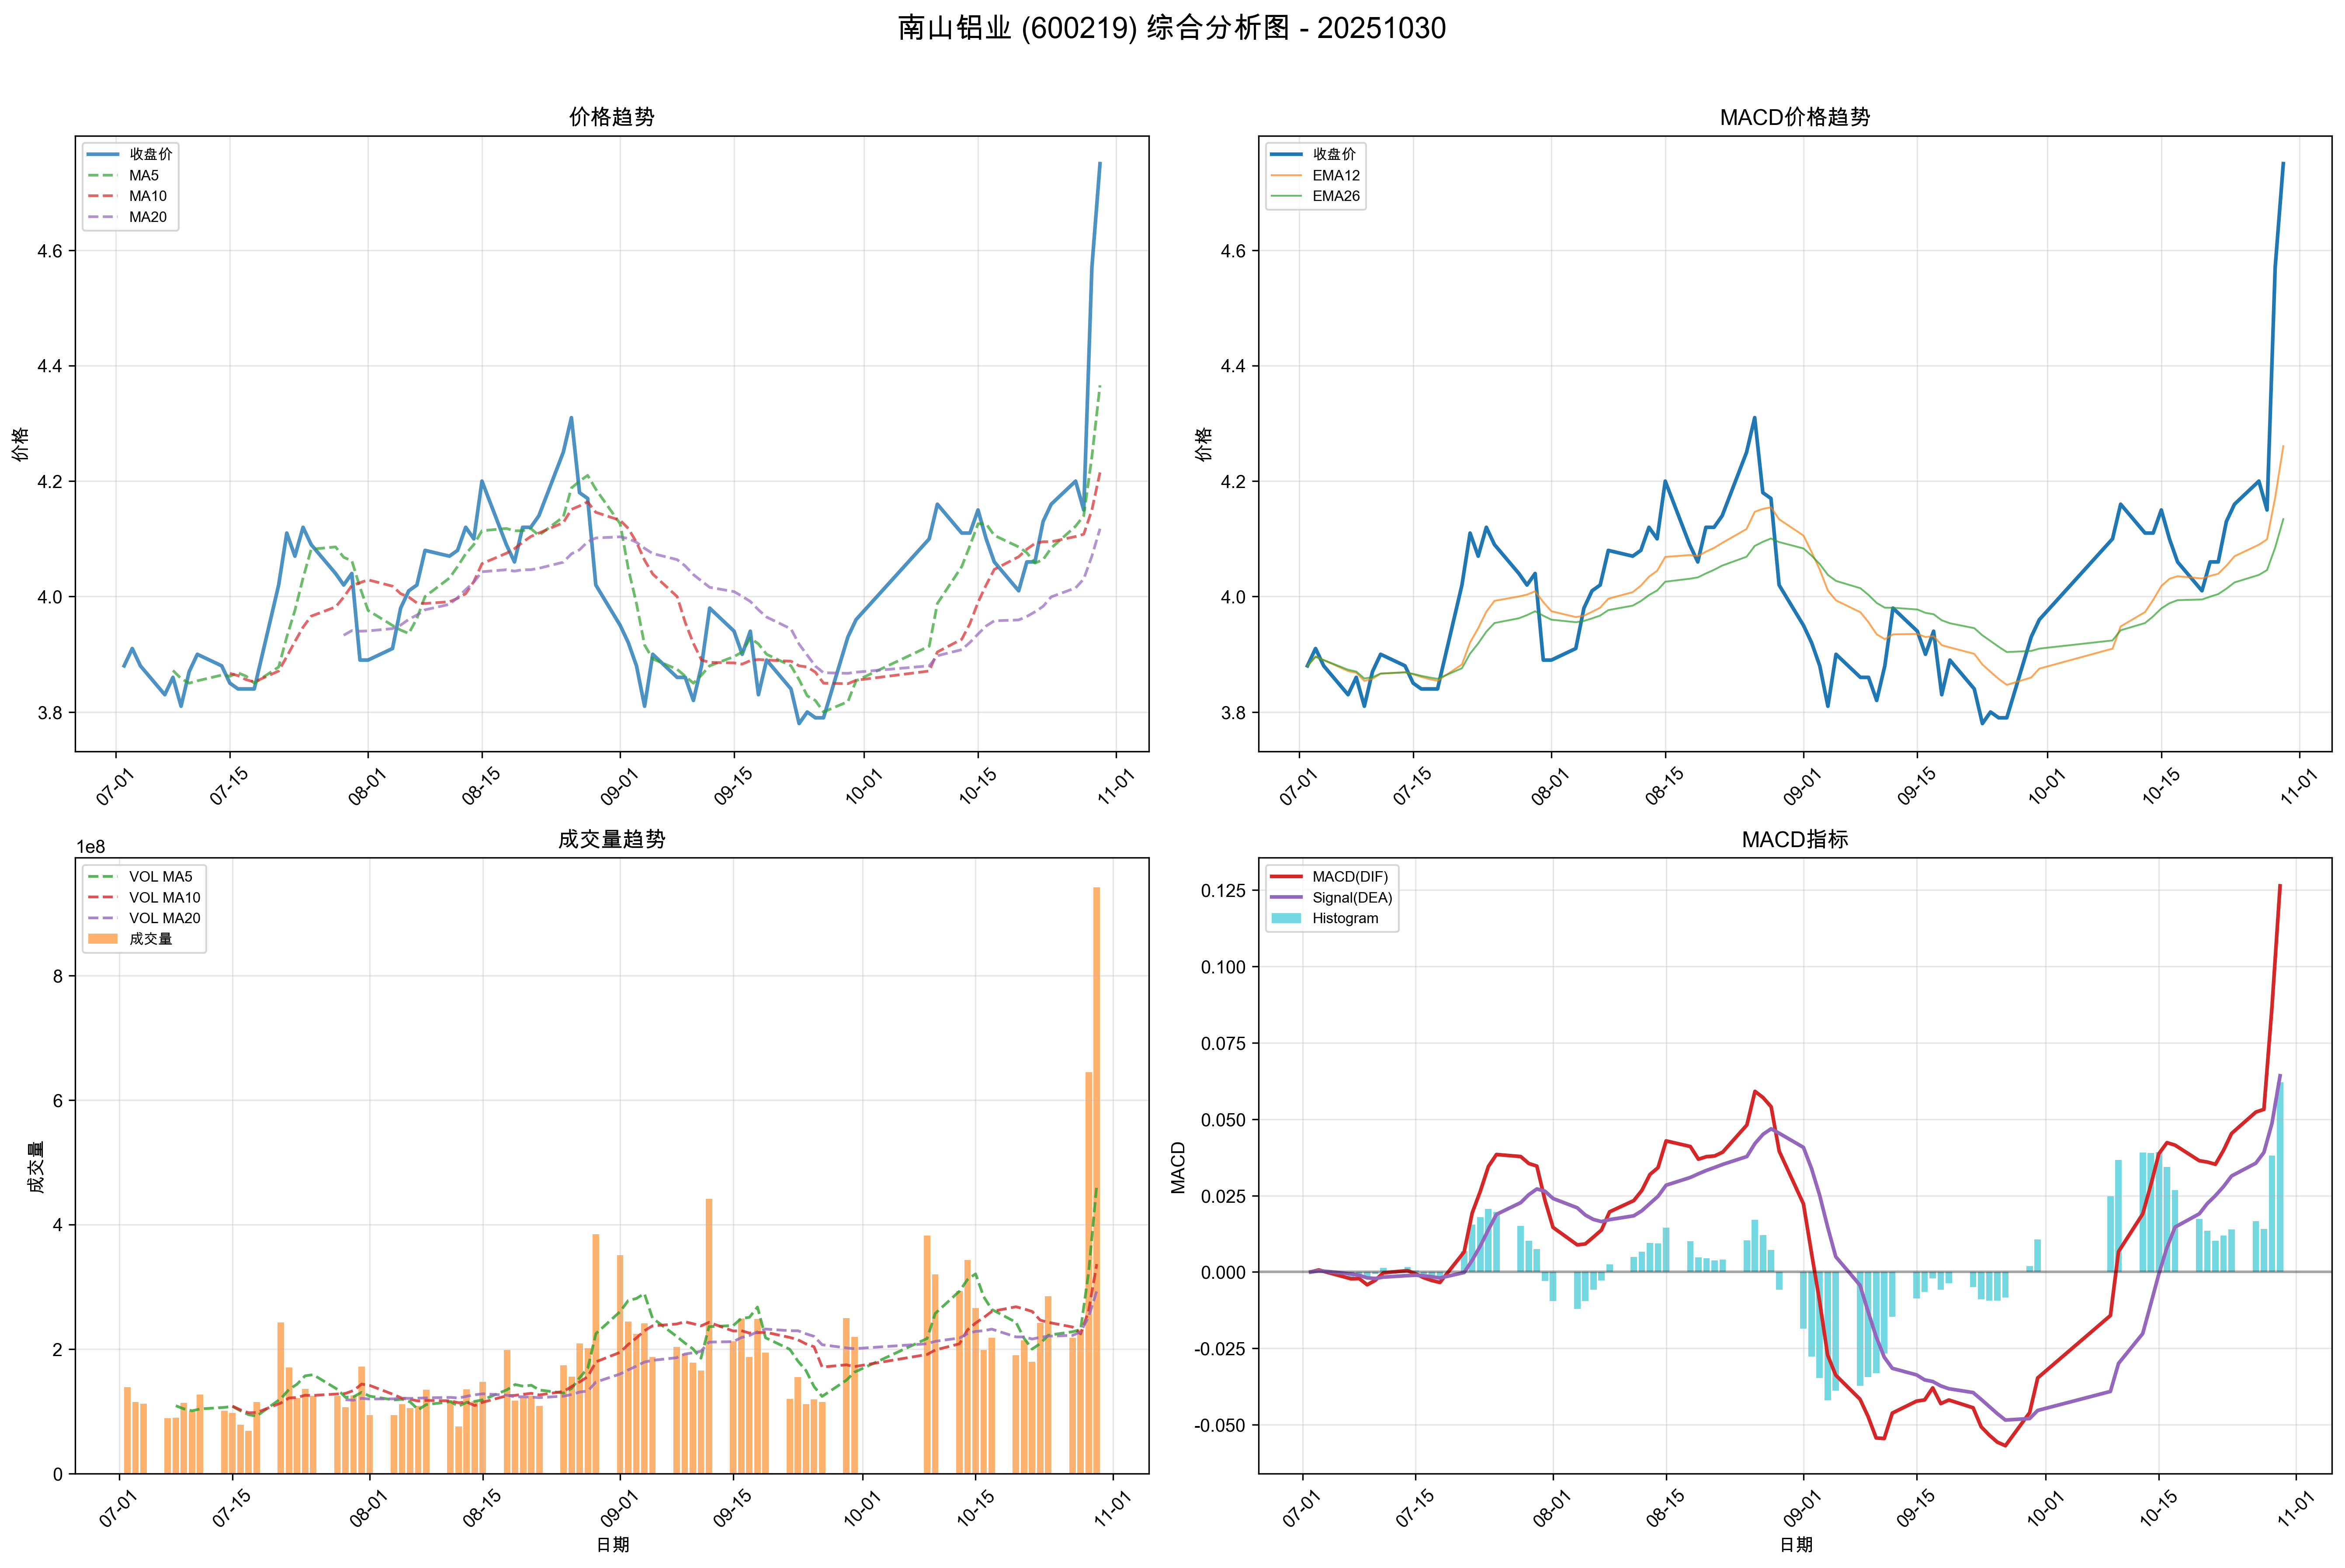 南山铝业 (600219) 综合分析图 - 20251030
价格趋势
收盘价
MA5
MA10
MA20
价格
4.6
4.4
4.2
4.0
3.8
07-01
07-15
08-01
08-15
09-01
09-15
10-01
10-15
11-01
MACD价格趋势
收盘价
EMA12
EMA26
价格
4.6
4.4
4.2
4.0
3.8
07-01
07-15
08-01
08-15
09-01
09-15
10-01
10-15
11-01
成交量趋势
1e8
VOL MA5
VOL MA10
VOL MA20
成交量
成交量
8
6
4
2
0
07-01
07-15
08-01
08-15
09-01
09-15
10-01
10-15
11-01
日期
MACD指标
MACD(DIF)
Signal(DEA)
Histogram
MACD
0.125
0.100
0.075
0.050
0.025
0.000
-0.025
-0.050
07-01
07-15
08-01
08-15
09-01
09-15
10-01
10-15
11-01
日期